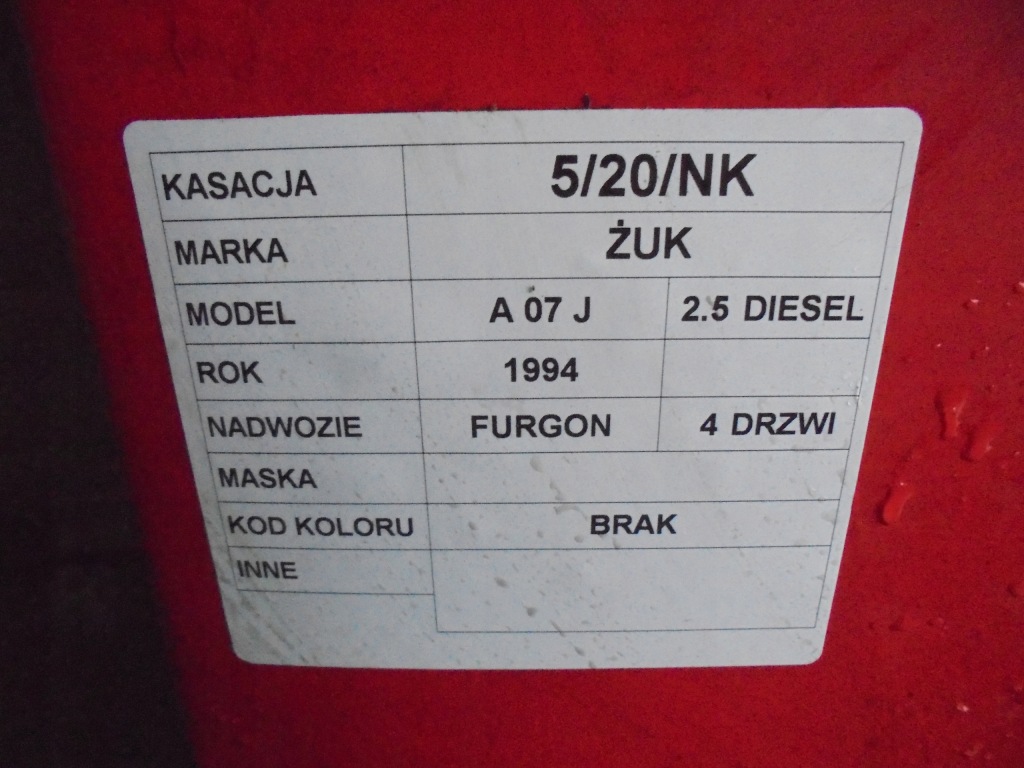 KASACJA 5/20/NK
MARKA ŻUK
MODEL A 07 J 2.5 DIESEL
ROK 1994
NADWOZIE FURGON 4 DRZWI
MASKA
KOD KOLORU BRAK
INNE